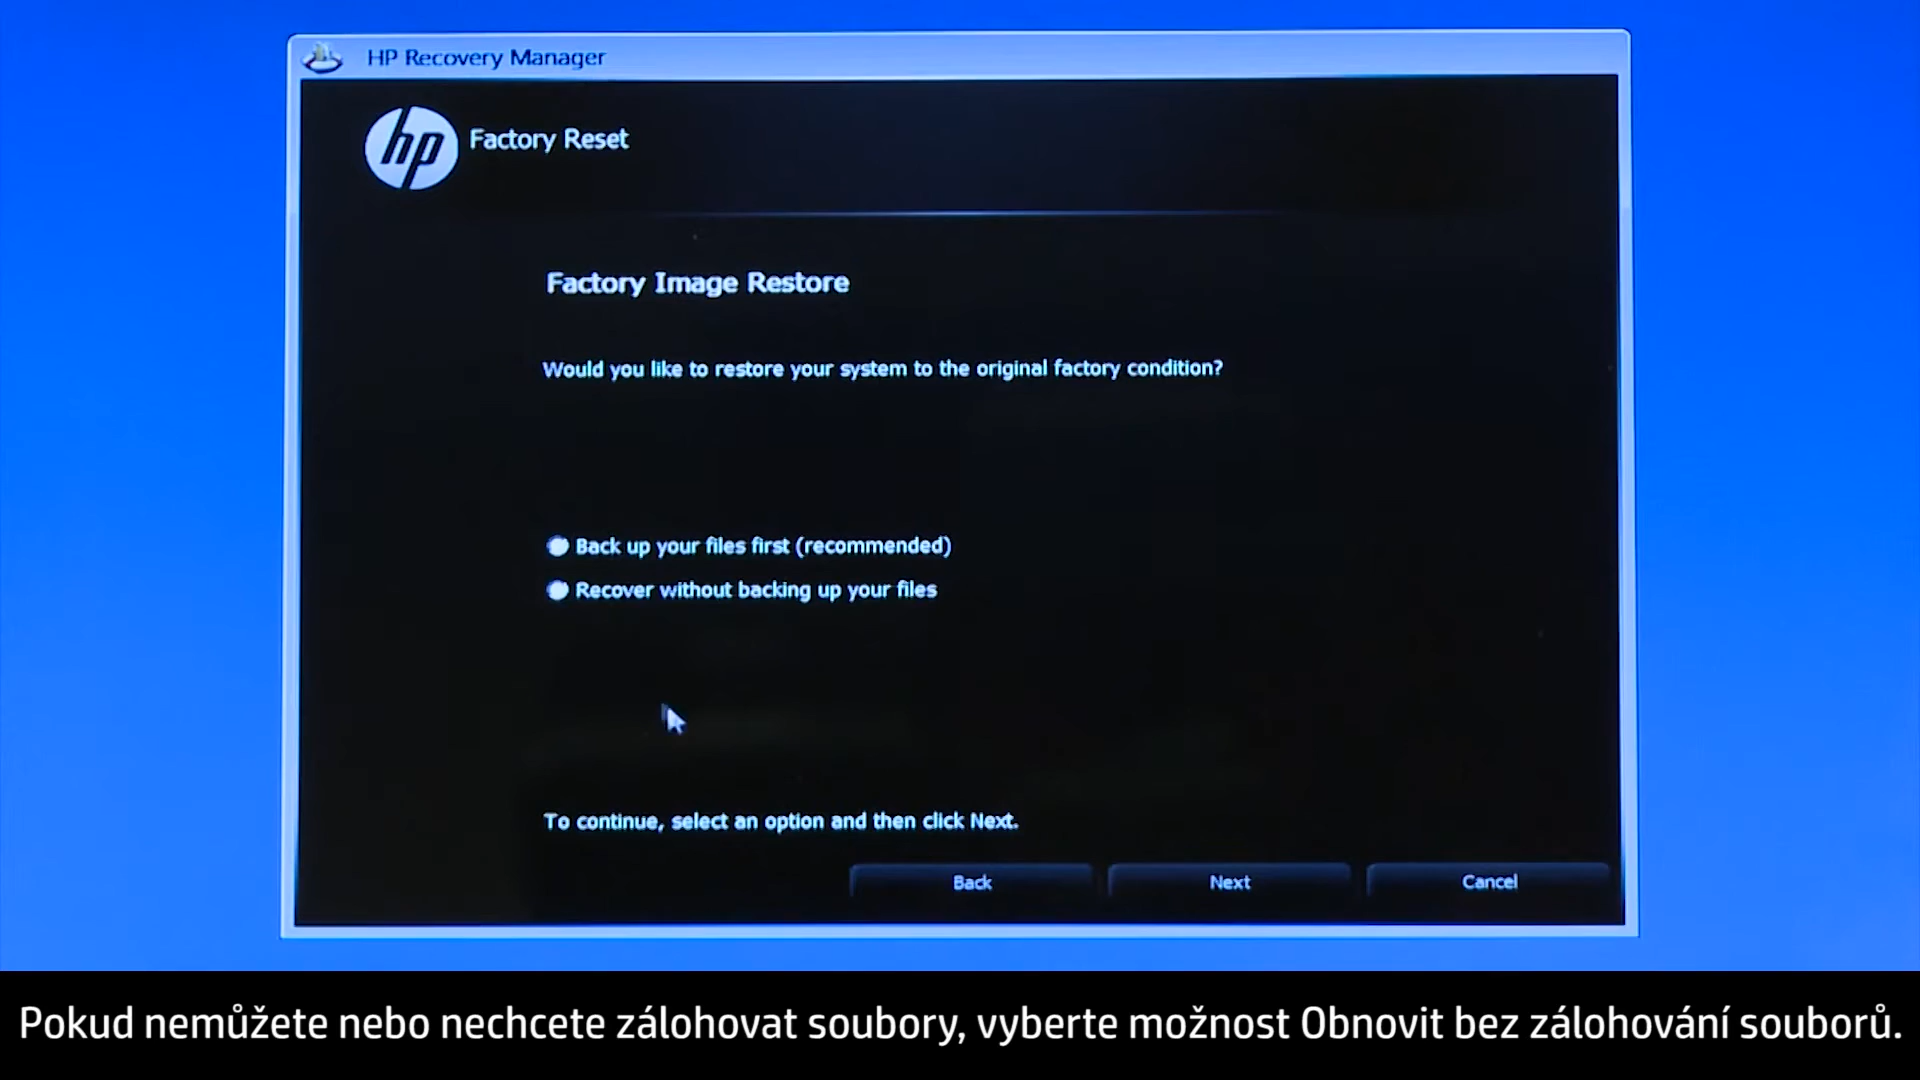 HP Recovery Manager
hp
Factory Reset
Factory Image Restore
Would you like to restore your system to the original factory condition?
Back up your files first (recommended)
Recover without backing up your files
To continue, select an option and then click Next.
Back
Next
Cancel
Pokud nemůžete nebo nechcete zálohovat soubory, vyberte možnost Obnovit bez zálohování souborů.